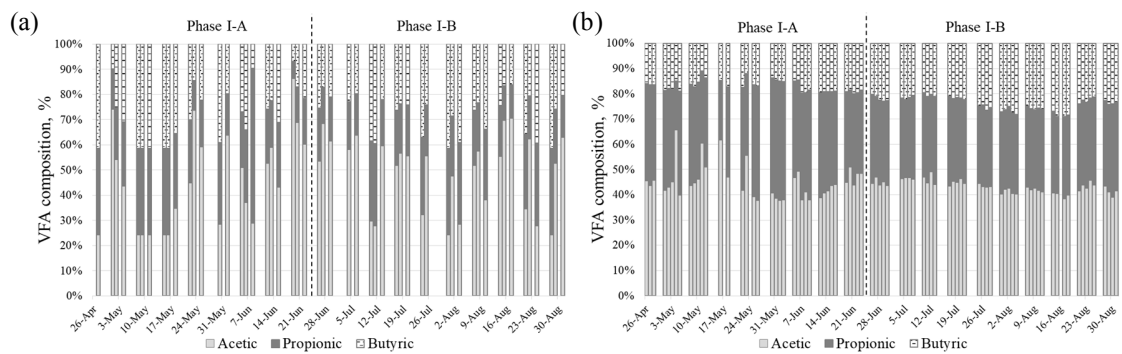 (a)
Phase I-A
Phase I-B
VFA composition, %
100%
90%
80%
70%
60%
50%
40%
30%
20%
10%
0%
26-Apr
3-May
10-May
17-May
24-May
31-May
7-Jun
14-Jun
21-Jun
28-Jun
5-Jul
12-Jul
19-Jul
26-Jul
2-Aug
9-Aug
16-Aug
23-Aug
30-Aug
Acetic Propionic Butyric
(b)
Phase I-A
Phase I-B
VFA composition, %
100%
90%
80%
70%
60%
50%
40%
30%
20%
10%
0%
26-Apr
3-May
10-May
17-May
24-May
31-May
7-Jun
14-Jun
21-Jun
28-Jun
5-Jul
12-Jul
19-Jul
26-Jul
2-Aug
9-Aug
16-Aug
23-Aug
30-Aug
Acetic Propionic Butyric